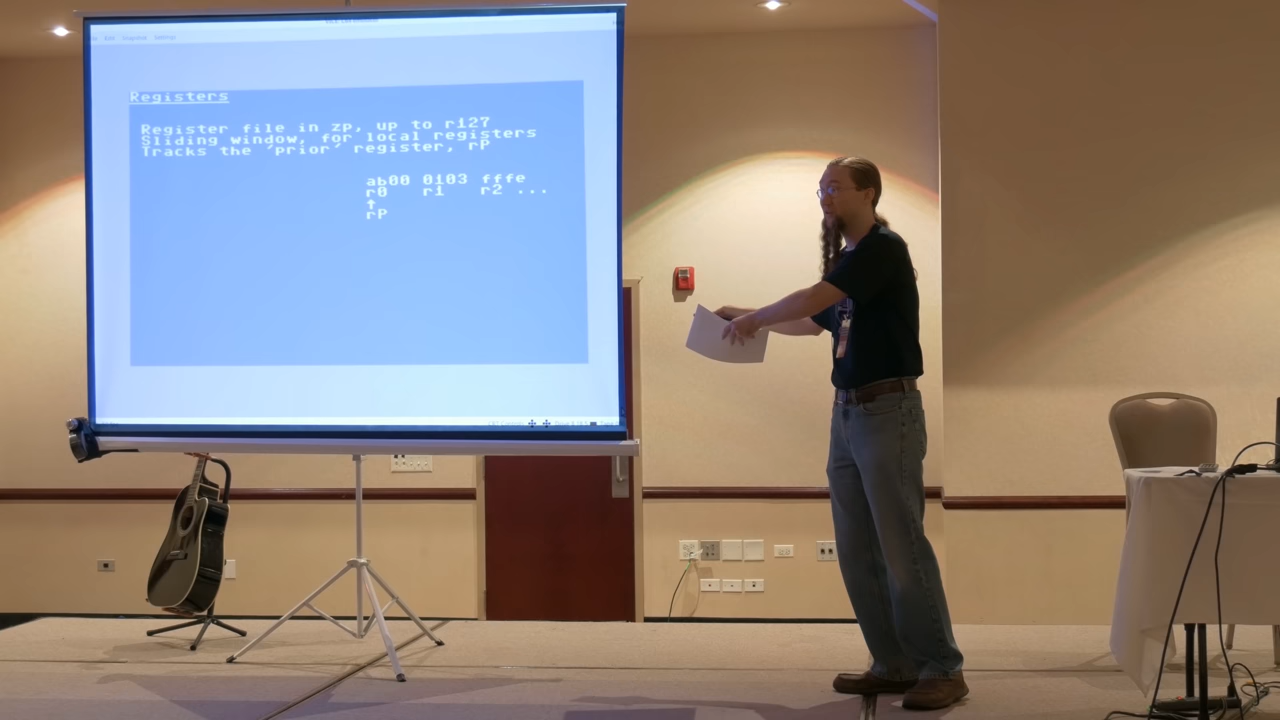 Registers
Register file in zp, up to r127
Sliding window, for local registers
Tracks the 'prior' register, rP
ab00 0103 fffe
r0 r1 r2 ...
↑
rP